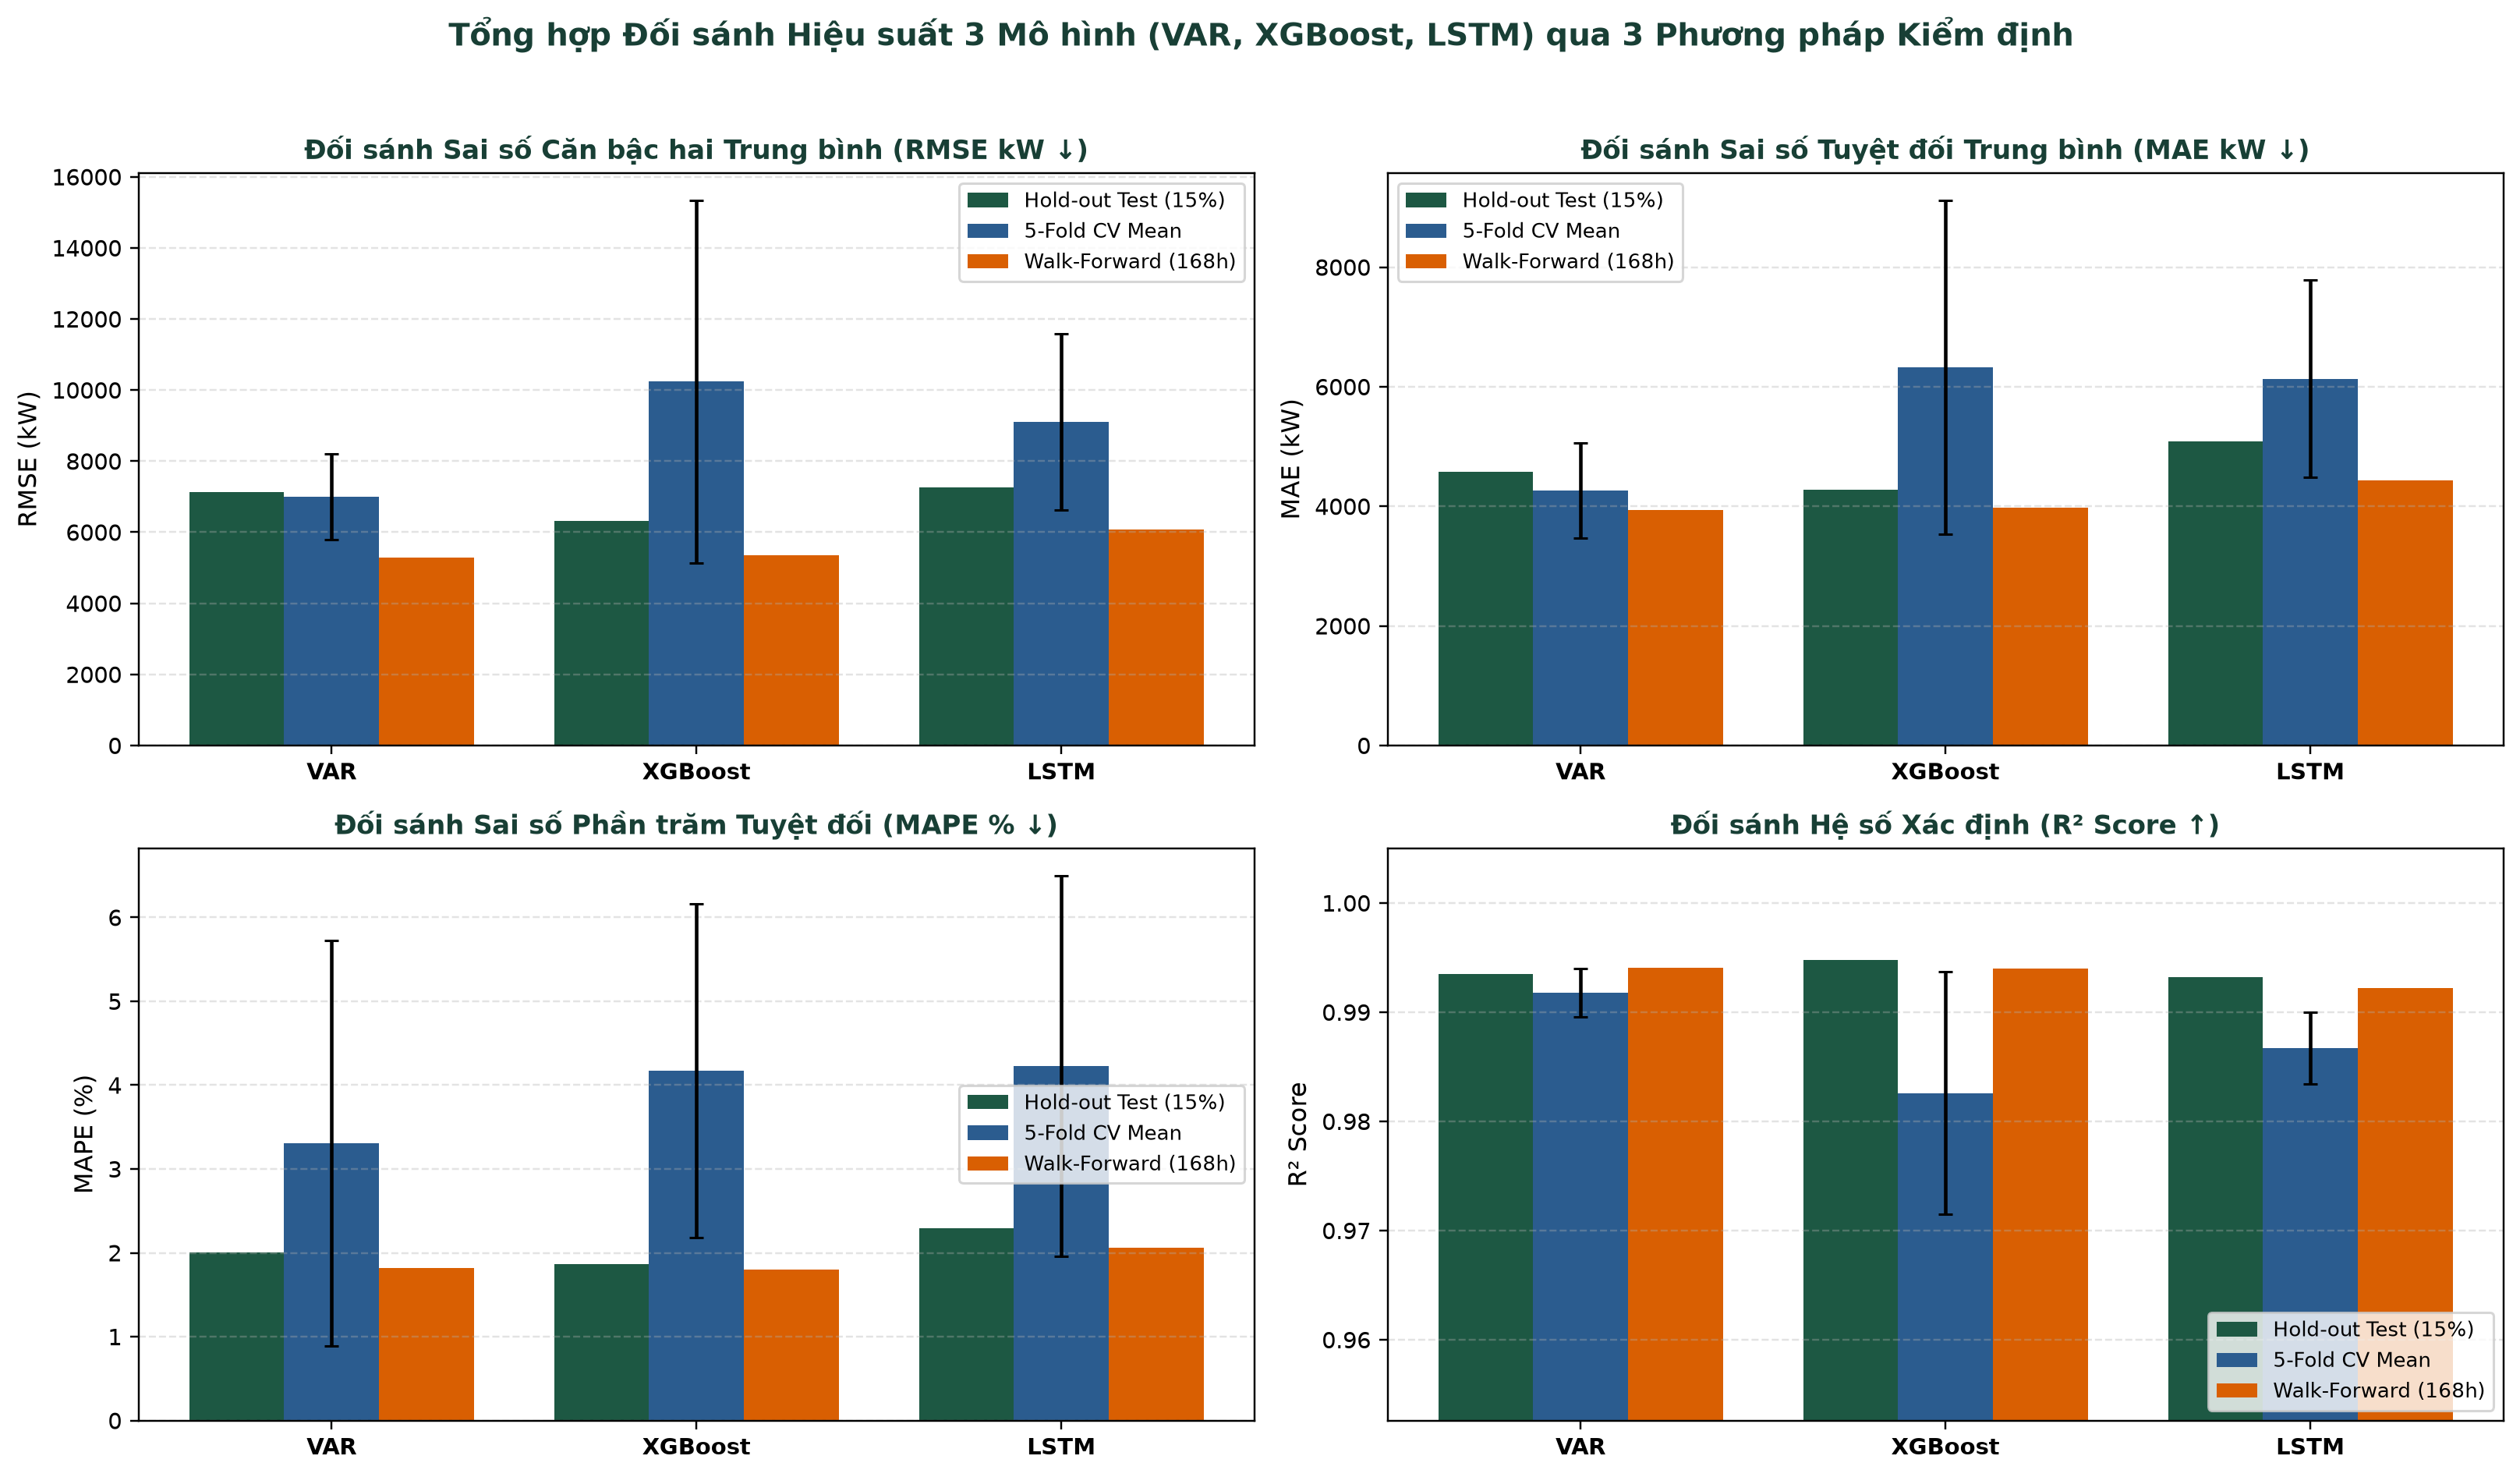 Tổng hợp Đối sánh Hiệu suất 3 Mô hình (VAR, XGBoost, LSTM) qua 3 Phương pháp Kiểm định
Đối sánh Sai số Căn bậc hai Trung bình (RMSE kW ↓)
16000
14000
12000
10000
8000
6000
4000
2000
0
RMSE (kW)
Hold-out Test (15%)
5-Fold CV Mean
Walk-Forward (168h)
VAR
XGBoost
LSTM
Đối sánh Sai số Tuyệt đối Trung bình (MAE kW ↓)
8000
6000
4000
2000
0
MAE (kW)
Hold-out Test (15%)
5-Fold CV Mean
Walk-Forward (168h)
VAR
XGBoost
LSTM
Đối sánh Sai số Phần trăm Tuyệt đối (MAPE % ↓)
6
5
4
3
2
1
0
MAPE (%)
Hold-out Test (15%)
5-Fold CV Mean
Walk-Forward (168h)
VAR
XGBoost
LSTM
Đối sánh Hệ số Xác định (R² Score ↑)
1.00
0.99
0.98
0.97
0.96
R² Score
Hold-out Test (15%)
5-Fold CV Mean
Walk-Forward (168h)
VAR
XGBoost
LSTM